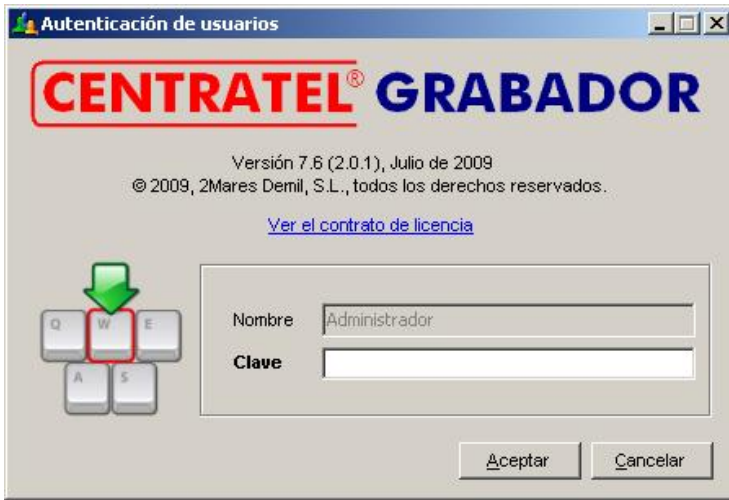 Autenticación de usuarios
CENTRATEL® GRABADOR
Versión 7.6 (2.0.1), Julio de 2009
© 2009, 2Mares Demil, S.L., todos los derechos reservados.
Ver el contrato de licencia
Q W E
A S
Nombre Administrador
Clave
Aceptar Cancelar